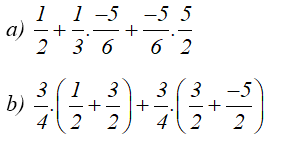 a) 1/2 + 1/3 . -5/6 + -5/6 . 5/2
b) 3/4 . ( 1/2 + 3/2 ) + 3/4 . ( 3/2 + -5/2 )